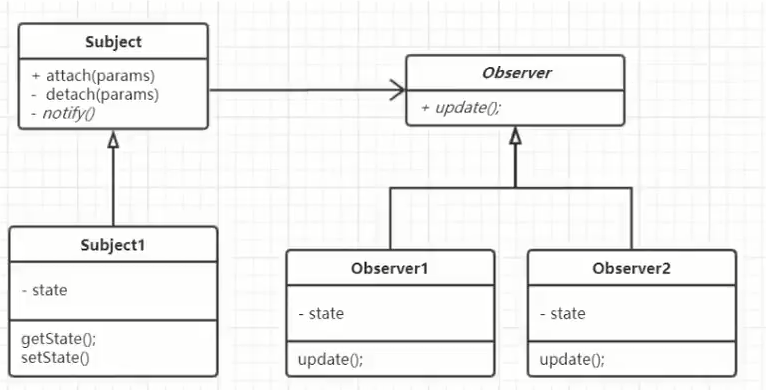 Subject
+ attach(params)
- detach(params)
- notify()
Observer
+ update();
Subject1
- state
getState();
setState()
Observer1
- state
update();
Observer2
- state
update();